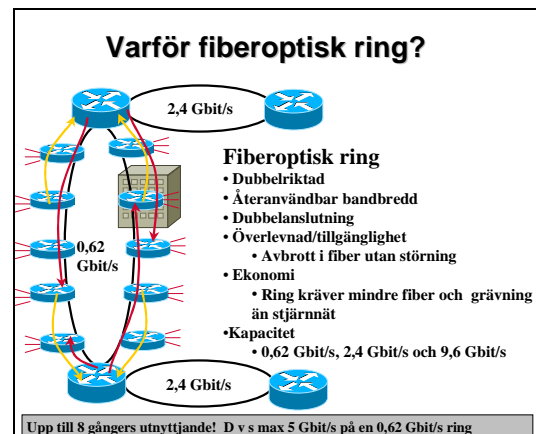 Varför fiberoptisk ring?
2,4 Gbit/s
Fiberoptisk ring
• Dubbelriktad
• Återanvändbar bandbredd
• Dubbelanslutning
• Överlevnad/tillgänglighet
• Avbrott i fiber utan störning
• Ekonomi
• Ring kräver mindre fiber och grävning
än stjärnnät
•Kapacitet
• 0,62 Gbit/s, 2,4 Gbit/s och 9,6 Gbit/s
0,62
Gbit/s
2,4 Gbit/s
Upp till 8 gångers utnyttjande! D v s max 5 Gbit/s på en 0,62 Gbit/s ring